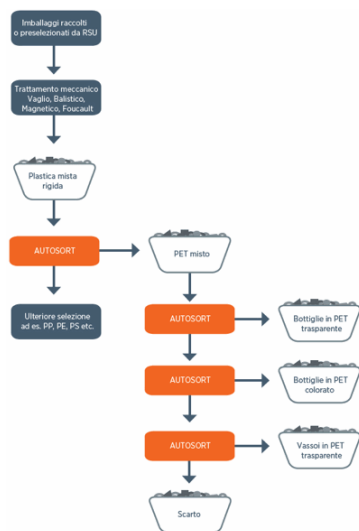 Imballaggi raccolti
o preselezionati da RSU
Trattamento meccanico
Vaglio, Balistico,
Magnetico, Foucault
Plastica mista
rigida
AUTOSORT
PET misto
Ulteriore selezione
ad es. PP, PE, PS etc.
AUTOSORT
Bottiglie in PET
trasparente
AUTOSORT
Bottiglie in PET
colorato
AUTOSORT
Vassoi in PET
trasparente
Scarto